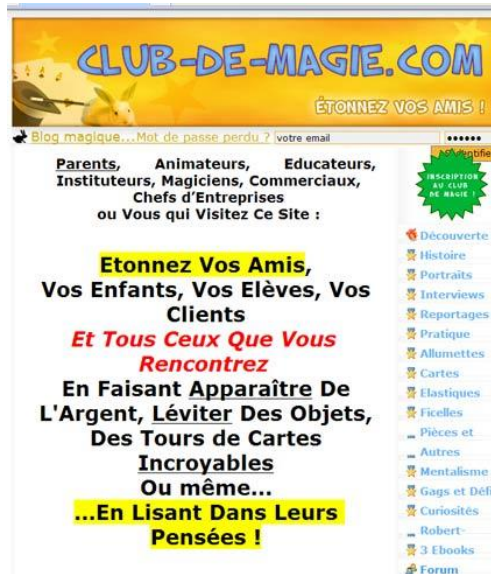 CLUB-DE-MAGIE.COM
ÉTONNEZ VOS AMIS !
Blog magique...Mot de passe perdu ? votre email ••••••
Parents, Animateurs, Educateurs,
Instituteurs, Magiciens, Commerciaux,
Chefs d'Entreprises
ou Vous qui Visitez Ce Site :
Etonnez Vos Amis,
Vos Enfants, Vos Elèves, Vos
Clients
Et Tous Ceux Que Vous
Rencontrez
En Faisant Apparaître De
L'Argent, Léviter Des Objets,
Des Tours de Cartes
Incroyables
Ou même...
...En Lisant Dans Leurs
Pensées !
INSCRIPTION
AU CLUB
DE MAGIE !
Découverte
Histoire
Portraits
Interviews
Reportages
Pratique
Allumettes
Cartes
Elastiques
Ficelles
Pièces et
Autres
Mentalisme
Gags et Défi
Curiosités
Robert-
3 Ebooks
Forum